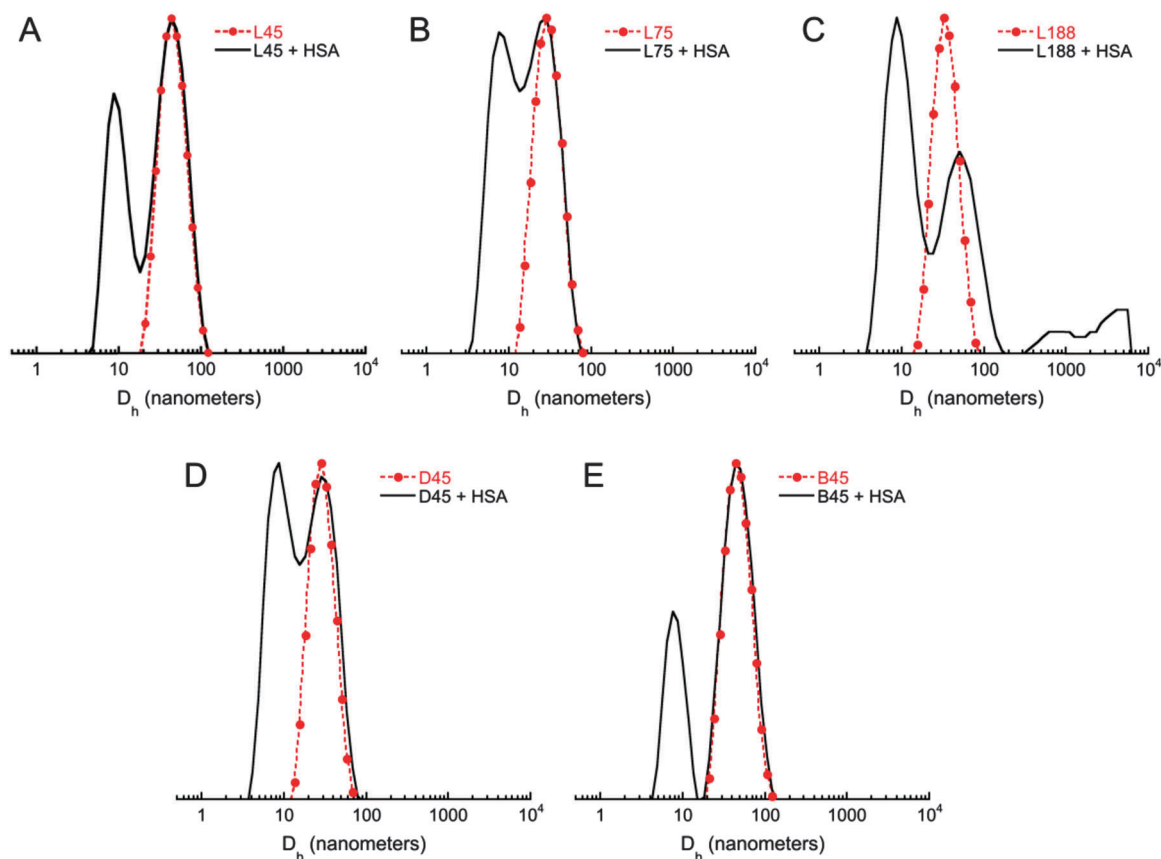 A
L45
L45 + HSA
1 10 100 1000 10⁴
D_h (nanometers)
B
L75
L75 + HSA
1 10 100 1000 10⁴
D_h (nanometers)
C
L188
L188 + HSA
1 10 100 1000 10⁴
D_h (nanometers)
D
D45
D45 + HSA
1 10 100 1000 10⁴
D_h (nanometers)
E
B45
B45 + HSA
1 10 100 1000 10⁴
D_h (nanometers)